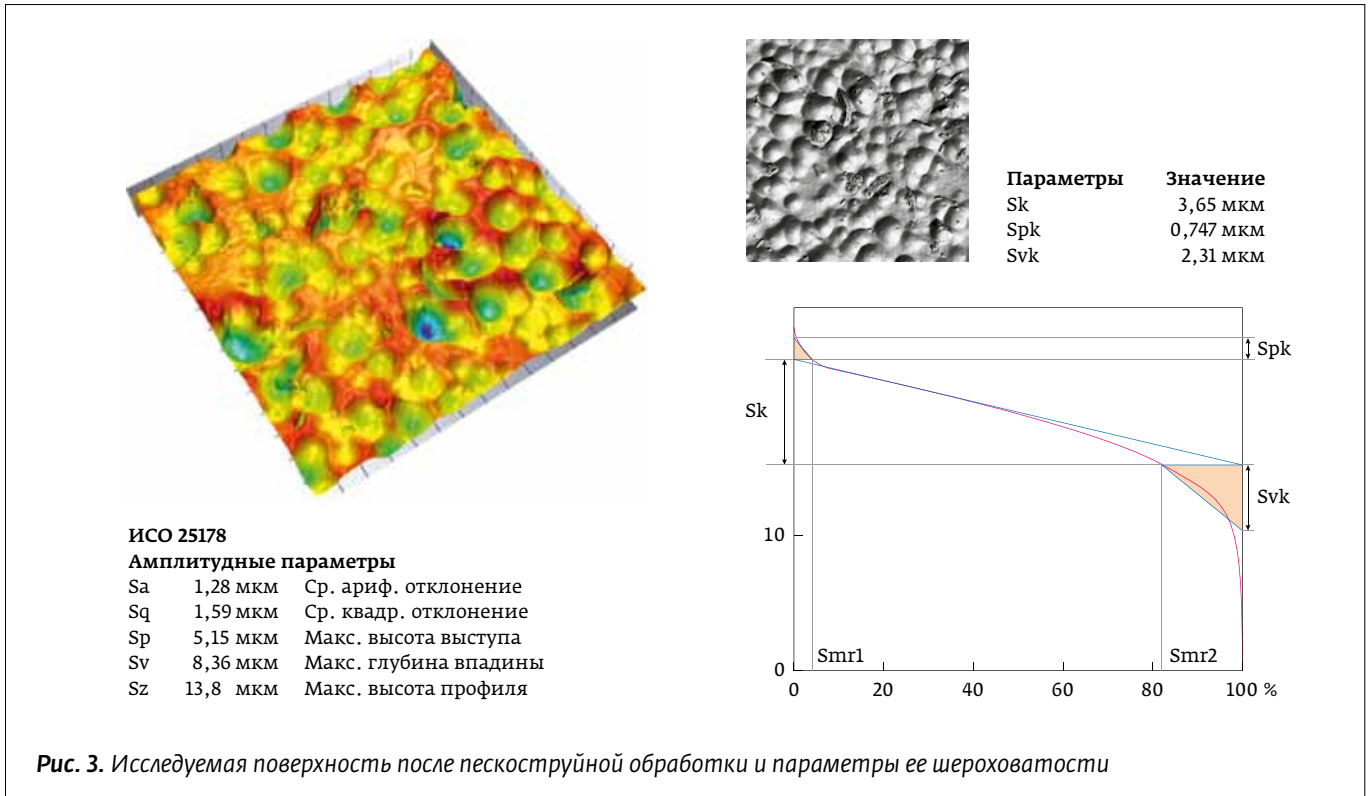 Параметры Значение
Sk 3,65 мкм
Spk 0,747 мкм
Svk 2,31 мкм
Spk
Sk
Svk
10
0
Smr1 Smr2
0 20 40 60 80 100 %
ИСО 25178
Амплитудные параметры
Sa 1,28 мкм Ср. ариф. отклонение
Sq 1,59 мкм Ср. квадр. отклонение
Sp 5,15 мкм Макс. высота выступа
Sv 8,36 мкм Макс. глубина впадины
Sz 13,8 мкм Макс. высота профиля
Рис. 3. Исследуемая поверхность после пескоструйной обработки и параметры ее шероховатости